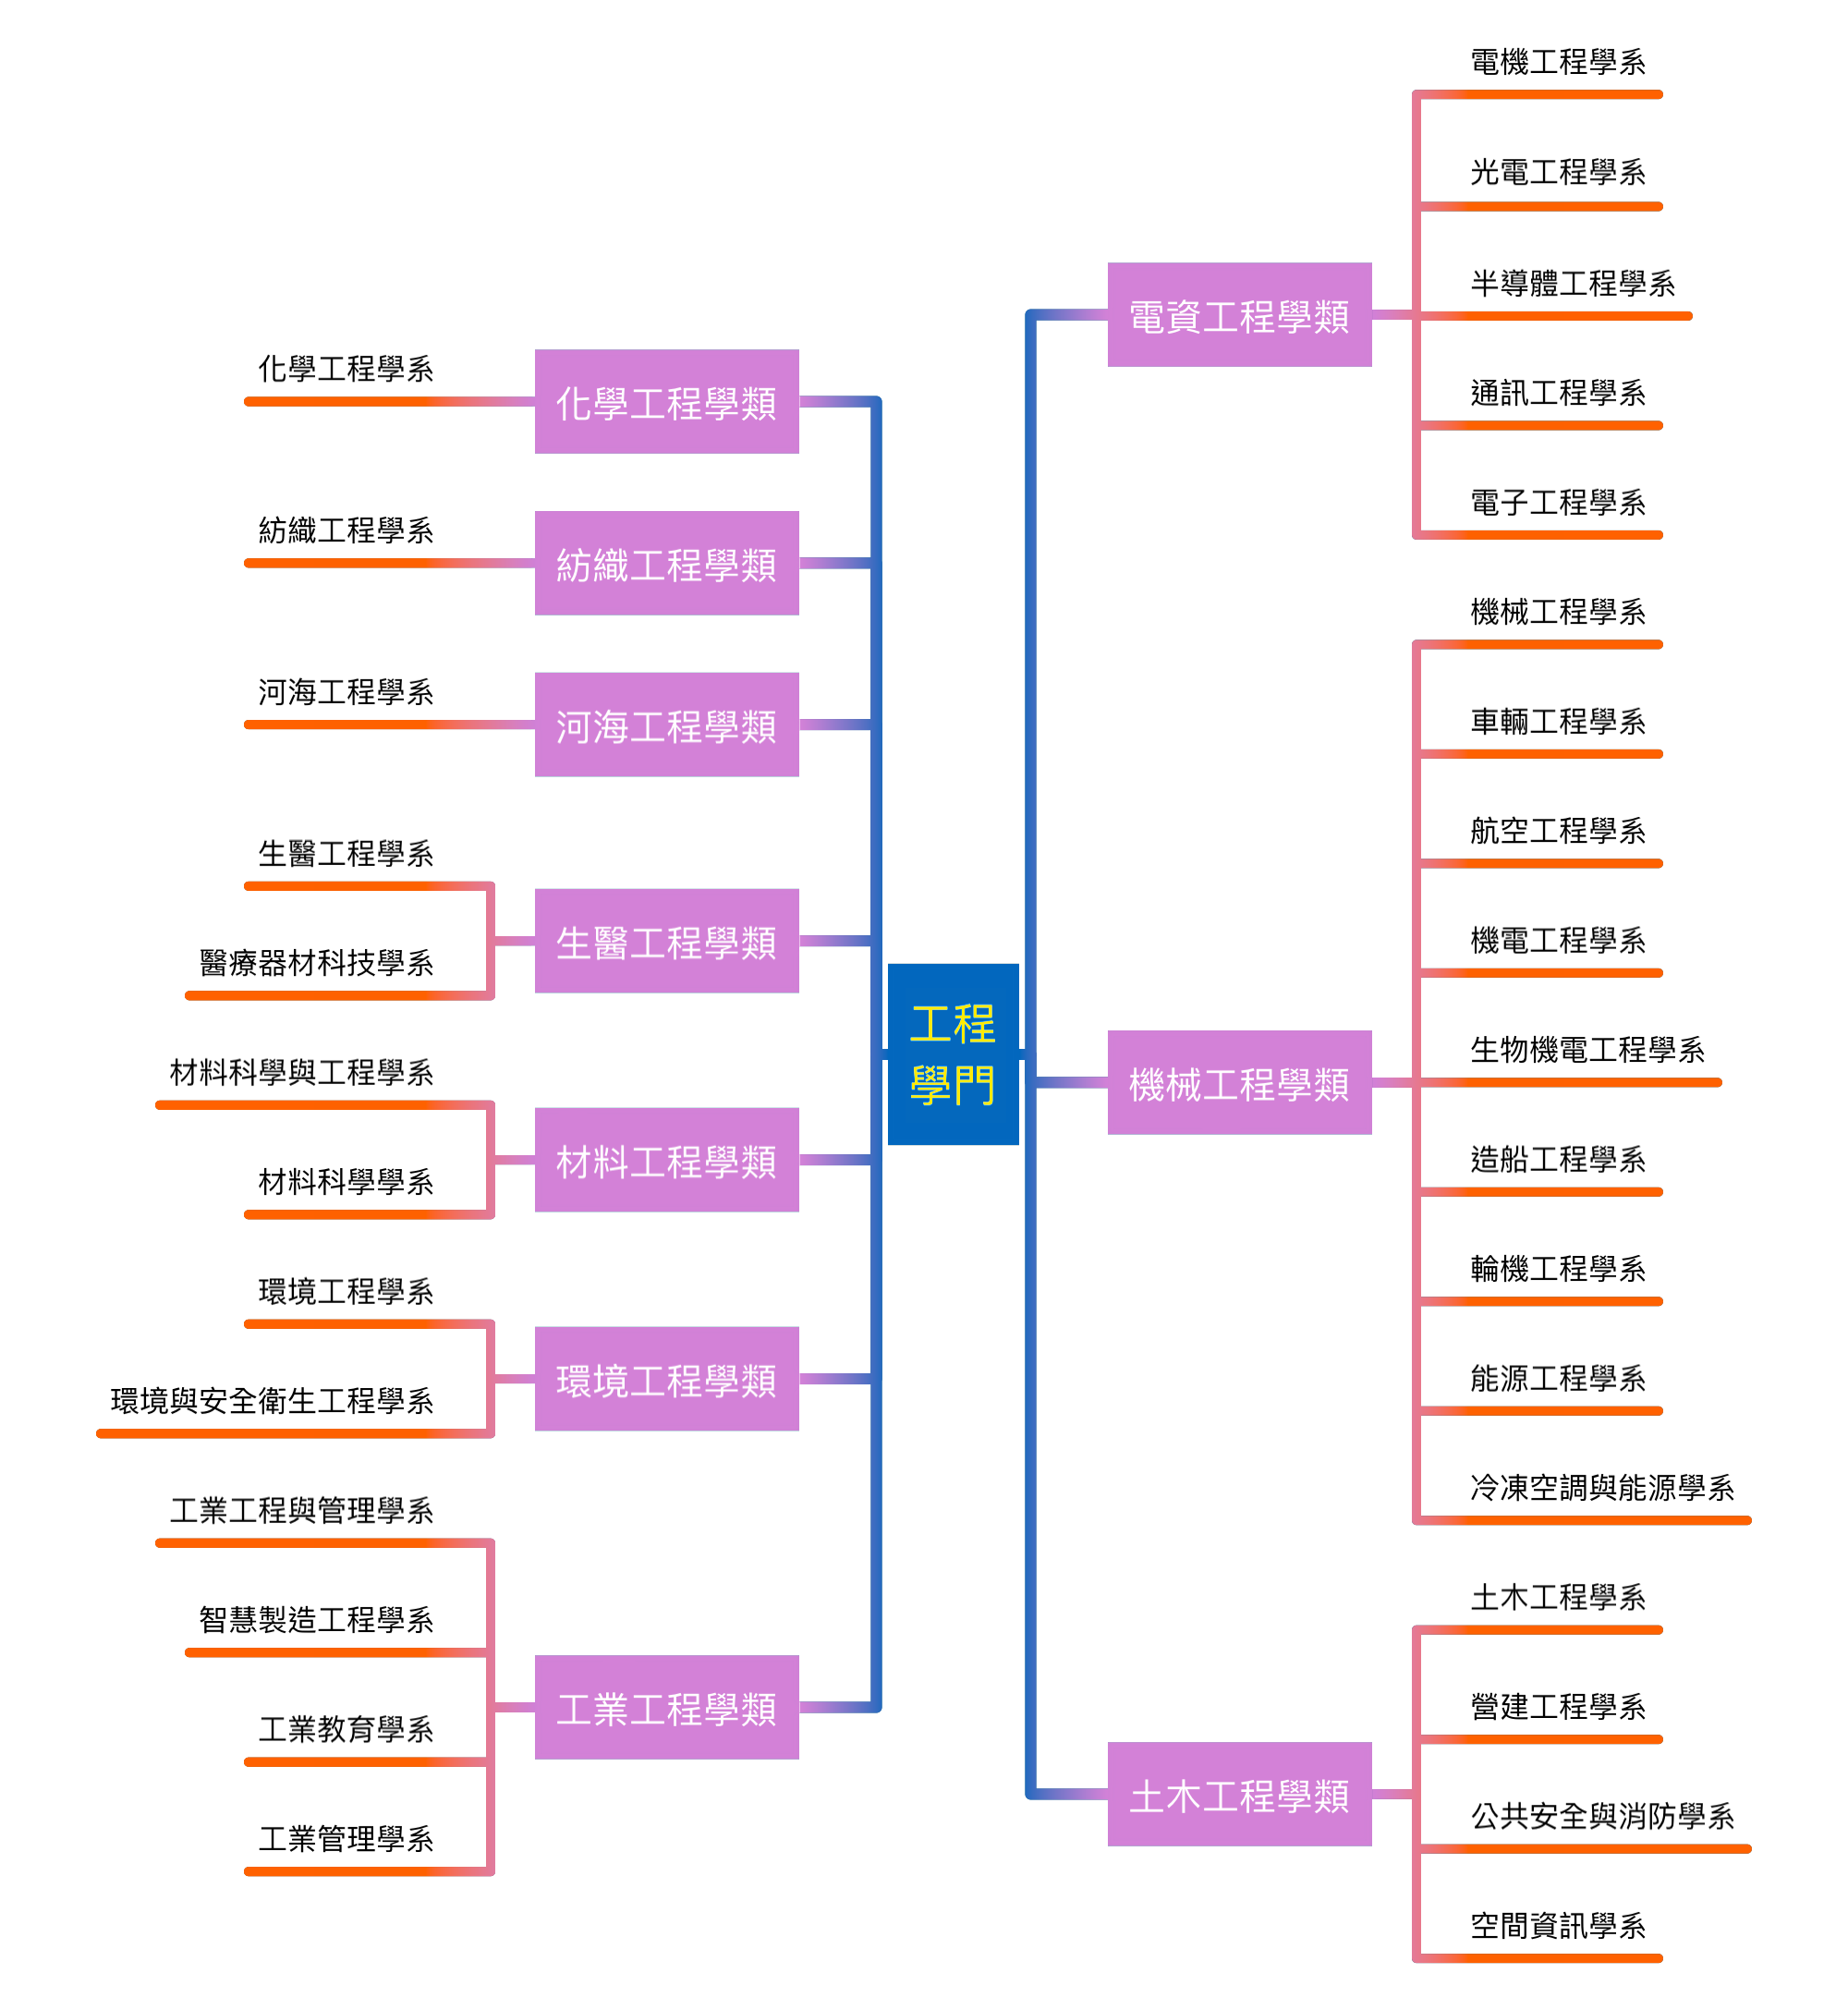 工程
學門
電資工程學類
電機工程學系
光電工程學系
半導體工程學系
通訊工程學系
電子工程學系
機械工程學類
機械工程學系
車輛工程學系
航空工程學系
機電工程學系
生物機電工程學系
造船工程學系
輪機工程學系
能源工程學系
冷凍空調與能源學系
土木工程學類
土木工程學系
營建工程學系
公共安全與消防學系
空間資訊學系
化學工程學類
化學工程學系
紡織工程學類
紡織工程學系
河海工程學類
河海工程學系
生醫工程學類
生醫工程學系
醫療器材科技學系
材料工程學類
材料科學與工程學系
材料科學學系
環境工程學類
環境工程學系
環境與安全衛生工程學系
工業工程學類
工業工程與管理學系
智慧製造工程學系
工業教育學系
工業管理學系